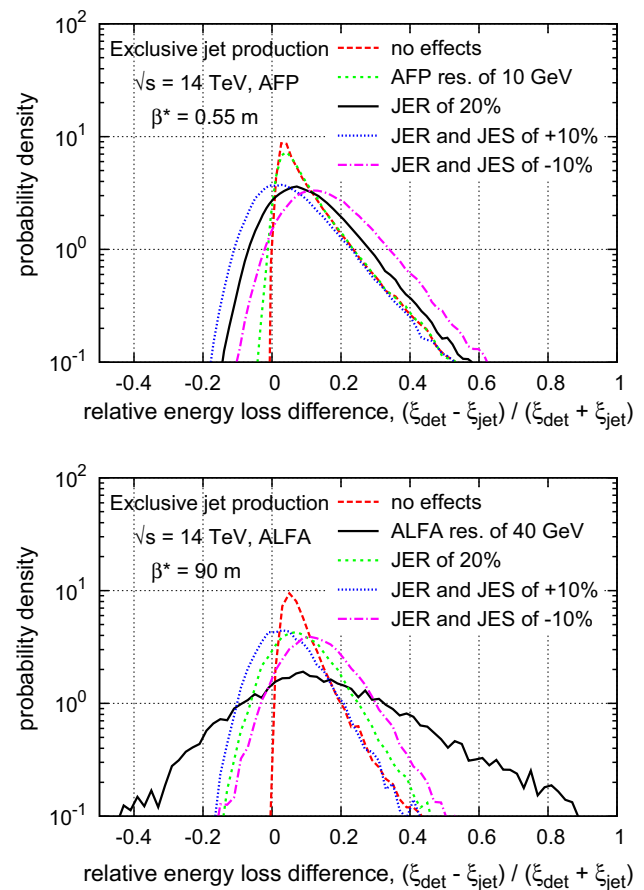 Exclusive jet production
√s = 14 TeV, AFP
β* = 0.55 m
no effects
AFP res. of 10 GeV
JER of 20%
JER and JES of +10%
JER and JES of -10%
probability density
10²
10¹
10⁰
10⁻¹
-0.4 -0.2 0 0.2 0.4 0.6 0.8 1
relative energy loss difference, (ξdet - ξjet) / (ξdet + ξjet)
Exclusive jet production
√s = 14 TeV, ALFA
β* = 90 m
no effects
ALFA res. of 40 GeV
JER of 20%
JER and JES of +10%
JER and JES of -10%
probability density
10²
10¹
10⁰
10⁻¹
-0.4 -0.2 0 0.2 0.4 0.6 0.8 1
relative energy loss difference, (ξdet - ξjet) / (ξdet + ξjet)